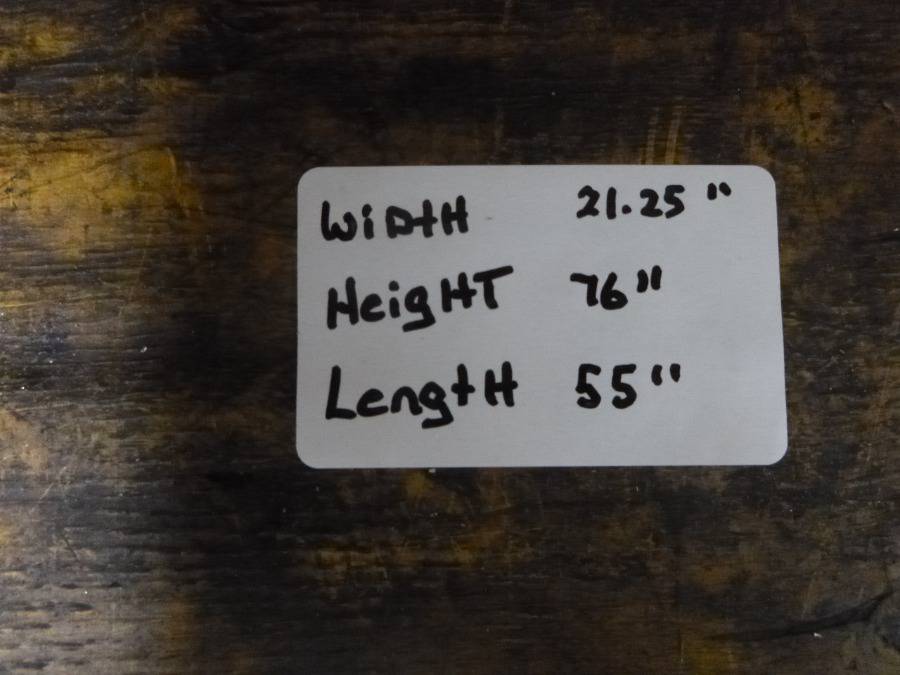 WiDtH 21.25"
HeigHT 76"
LengtH 55"